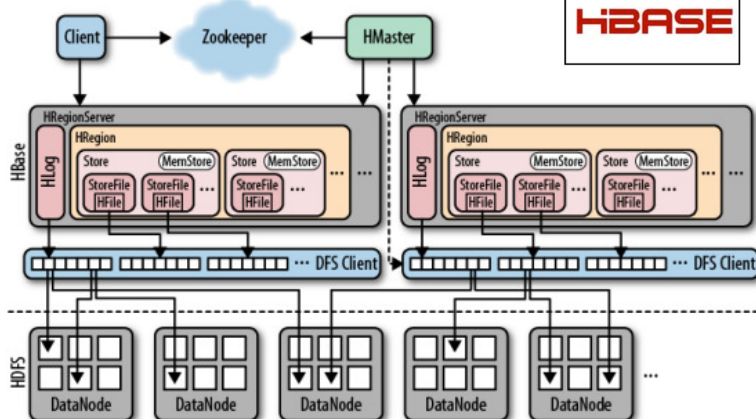 Client
Zookeeper
HMaster
HBASE
HBase
HRegionServer
HLog
HRegion
Store
MemStore
StoreFile
HFile
StoreFile
HFile
...
Store
MemStore
StoreFile
HFile
...
...
...
HRegionServer
HLog
HRegion
Store
MemStore
StoreFile
HFile
StoreFile
HFile
...
Store
MemStore
StoreFile
HFile
...
...
...
... DFS Client
... DFS Client
HDFS
DataNode
DataNode
DataNode
DataNode
DataNode
...